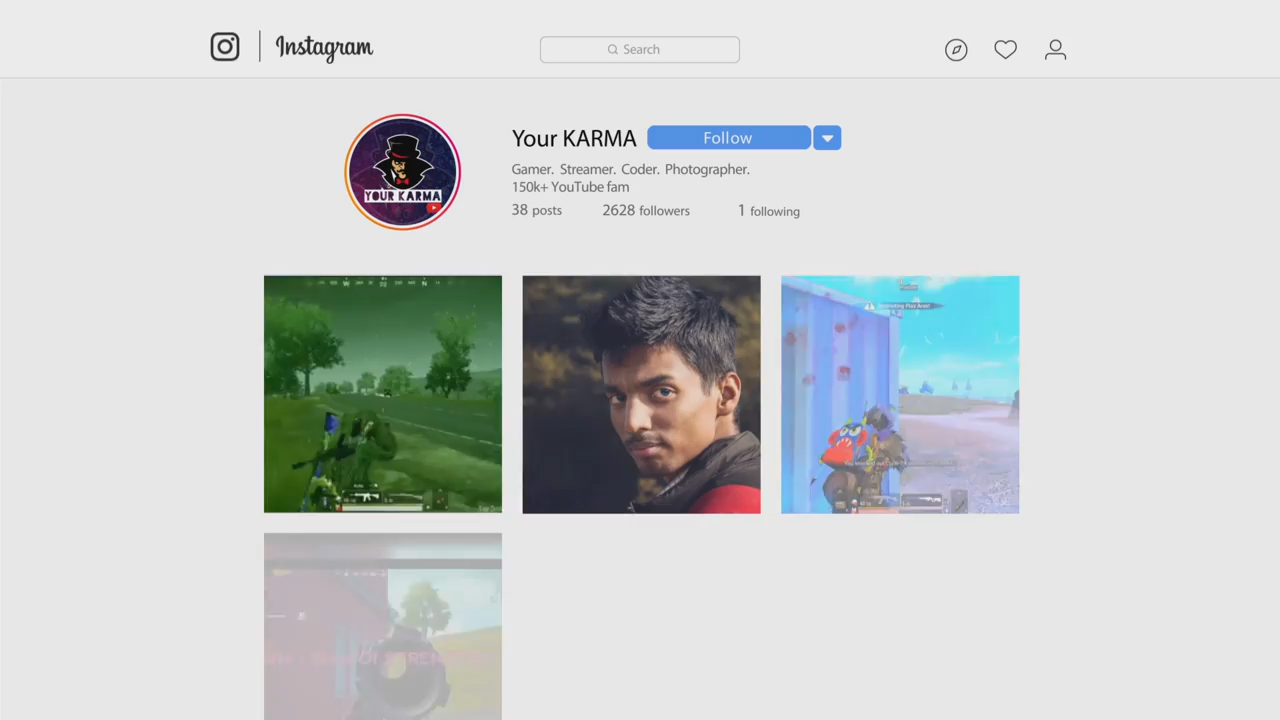 Instagram
Search
YOUR KARMA
Your KARMA
Follow
Gamer. Streamer. Coder. Photographer.
150k+ YouTube fam
38 posts 2628 followers 1 following
W N